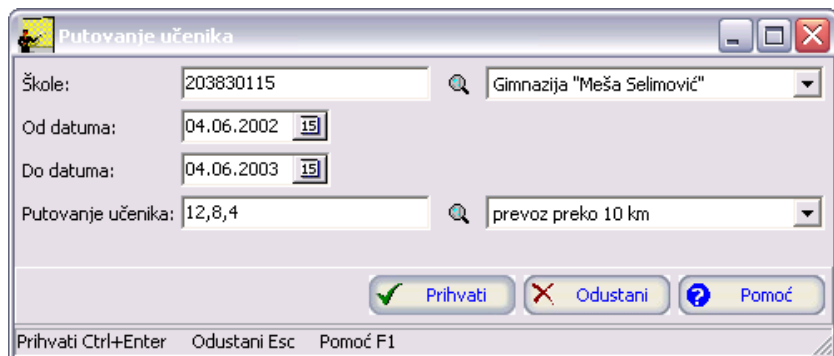 Putovanje učenika
Škole: 203830115 Gimnazija "Meša Selimović"
Od datuma: 04.06.2002 15
Do datuma: 04.06.2003 15
Putovanje učenika: 12,8,4 prevoz preko 10 km
Prihvati Odustani Pomoć
Prihvati Ctrl+Enter Odustani Esc Pomoć F1